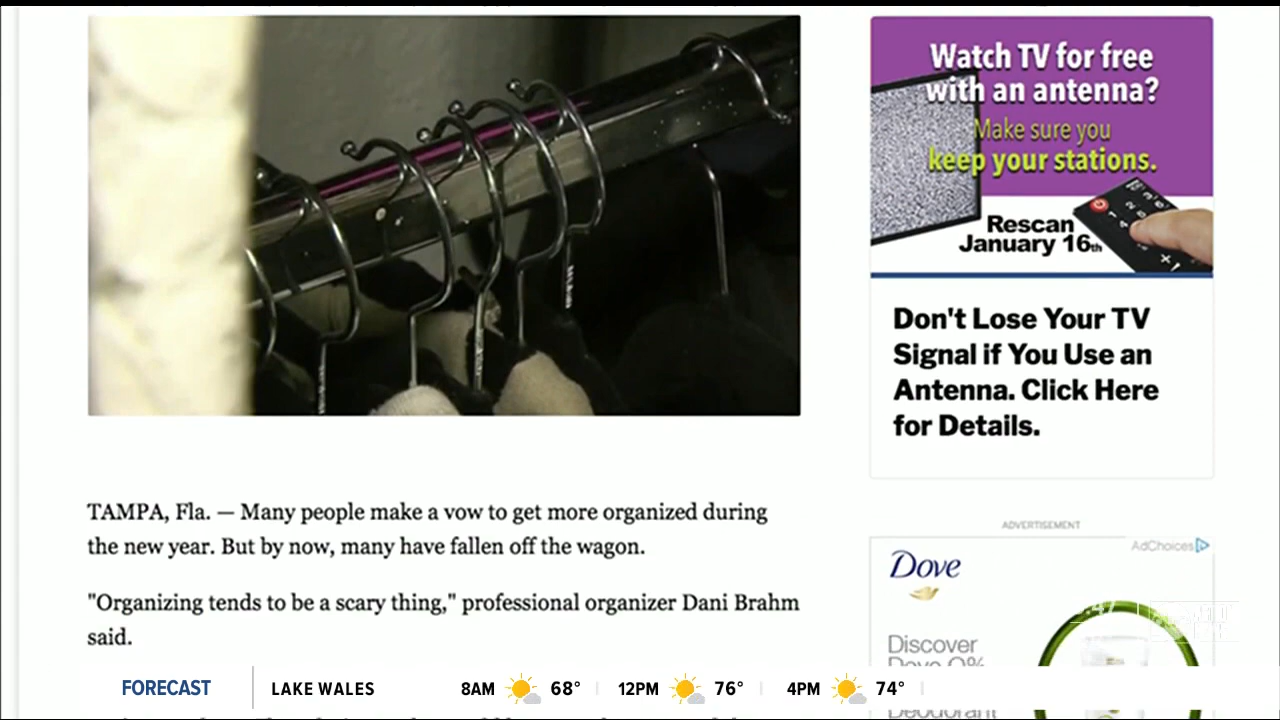 Watch TV for free
with an antenna?
Make sure you
keep your stations.
Rescan
January 16th
Don't Lose Your TV
Signal if You Use an
Antenna. Click Here
for Details.
TAMPA, Fla. — Many people make a vow to get more organized during
the new year. But by now, many have fallen off the wagon.
"Organizing tends to be a scary thing," professional organizer Dani Brahm
said.
ADVERTISEMENT
AdChoices
Dove
Discover
Dove 0%
Deodorant
FORECAST
LAKE WALES
8AM 68° 12PM 76° 4PM 74°